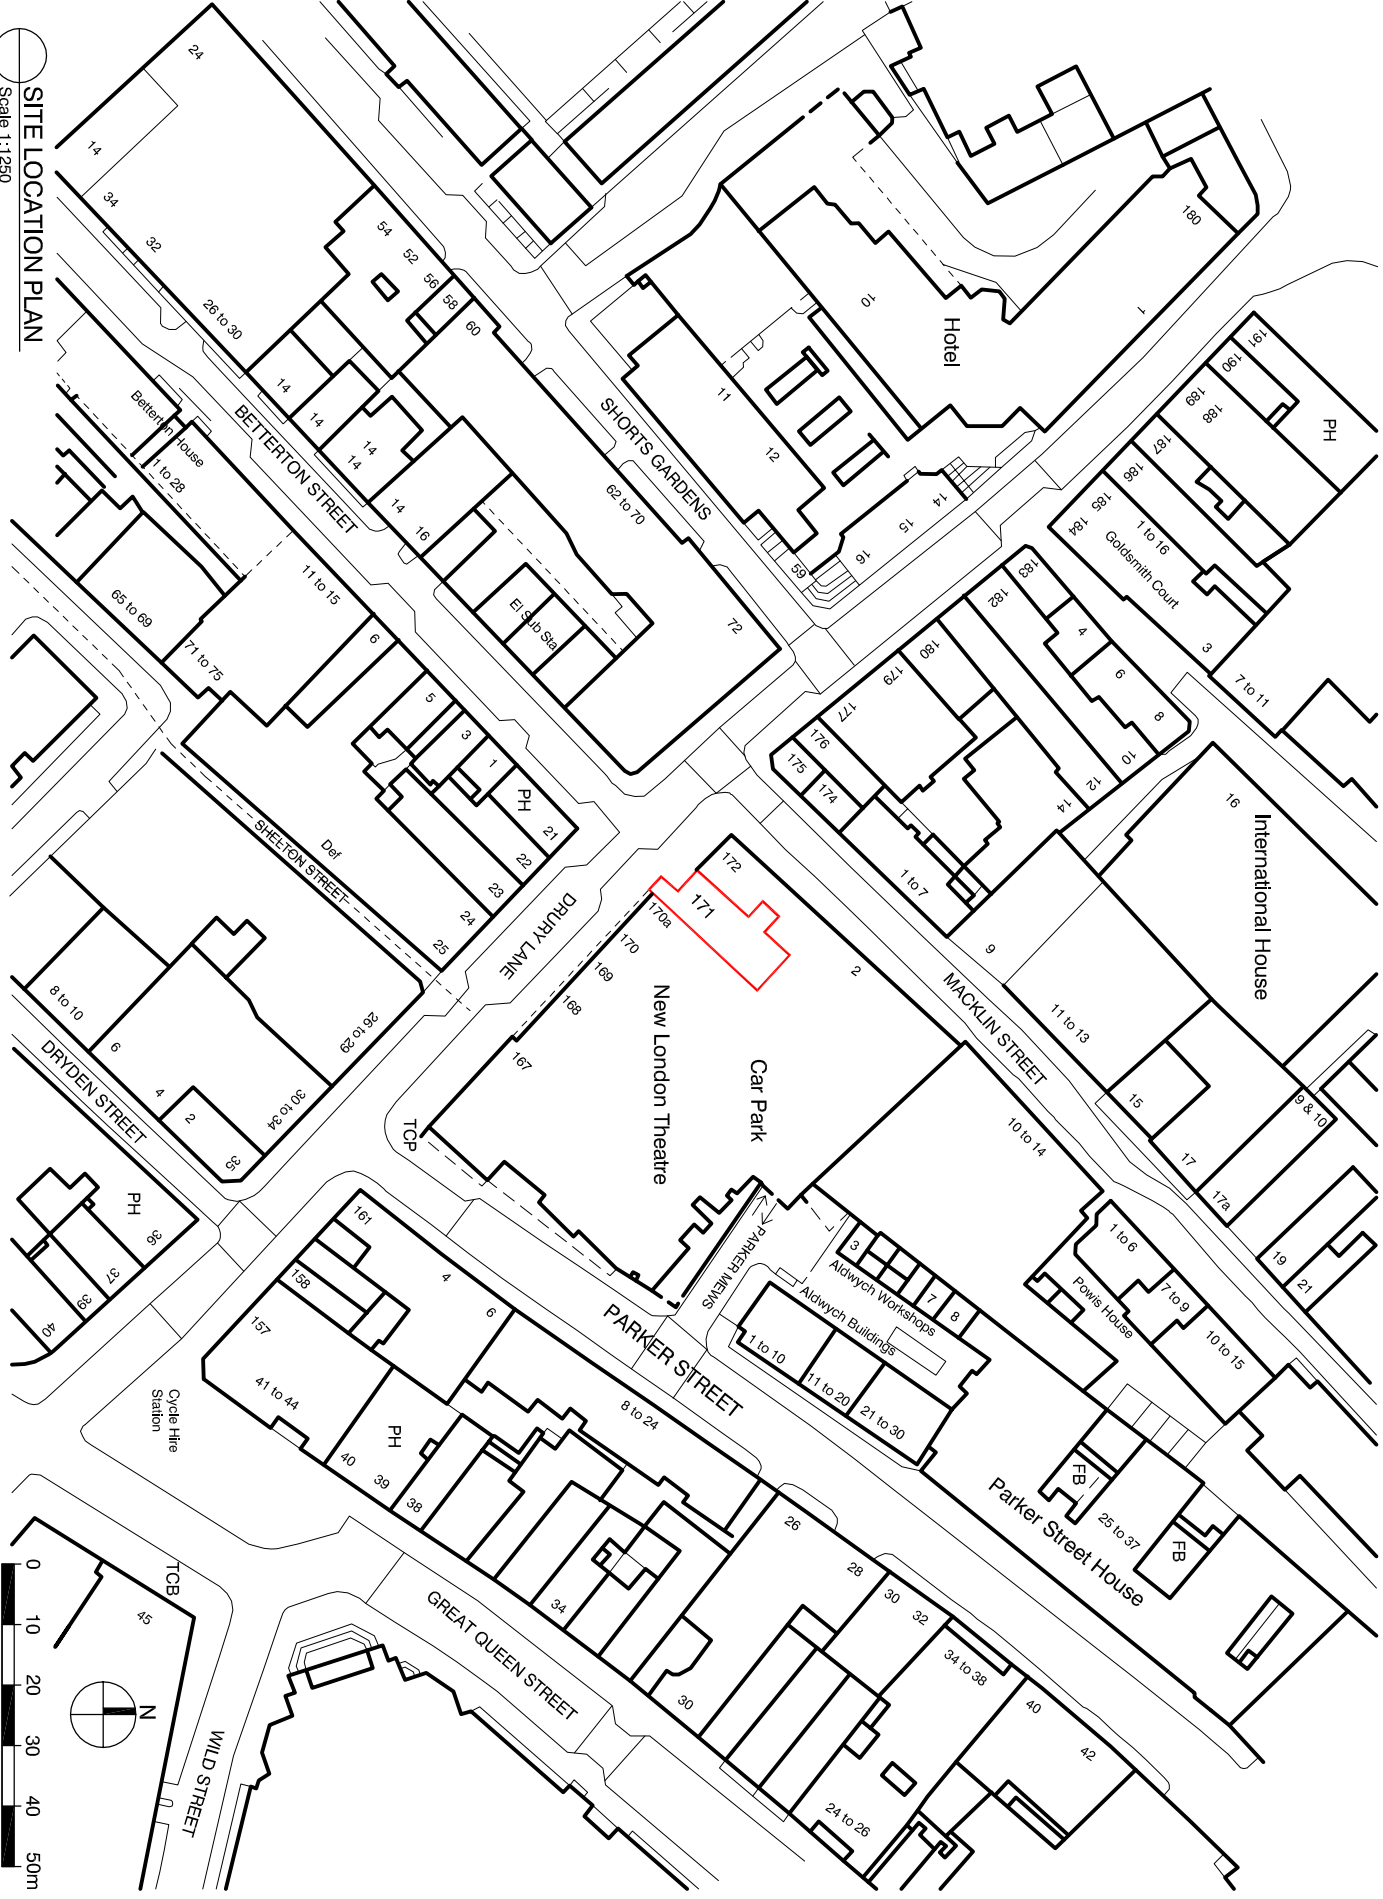 SITE LOCATION PLAN
Scale 1:1250
24
14
34
32
26 to 30
54
52
56
58
60
14
14
14
14
14
16
BETTERTON STREET
Betterton House
1 to 28
65 to 69
71 to 75
11 to 15
6
5
3
1
PH
21
22
23
24
25
Def
SHELTON STREET
SHORTS GARDENS
62 to 70
72
El Sub Sta
11
12
59
10
Hotel
14
15
16
180
1
191
190
189
188
187
186
185
184
PH
1 to 16
Goldsmith Court
3
7 to 11
183
182
180
179
177
176
175
174
4
6
8
10
12
14
1 to 7
16
International House
9
11 to 13
15
17
17a
9 & 10
19
21
MACKLIN STREET
DRURY LANE
172
171
170a
170
169
168
167
2
New London Theatre
Car Park
TCP
10 to 14
8 to 10
6
4
2
26 to 29
30 to 34
35
DRYDEN STREET
PH
36
37
39
40
161
158
157
4
6
41 to 44
PH
40
39
38
34
8 to 24
PARKER STREET
PARKER MEWS
3
7
8
Aldwych Workshops
Aldwych Buildings
1 to 10
11 to 20
21 to 30
1 to 6
Powis House
7 to 9
10 to 15
FB
25 to 37
FB
Parker Street House
26
28
30
32
34 to 38
40
42
30
24 to 26
GREAT QUEEN STREET
Cycle Hire
Station
TCB
45
WILD STREET
N
0
10
20
30
40
50m